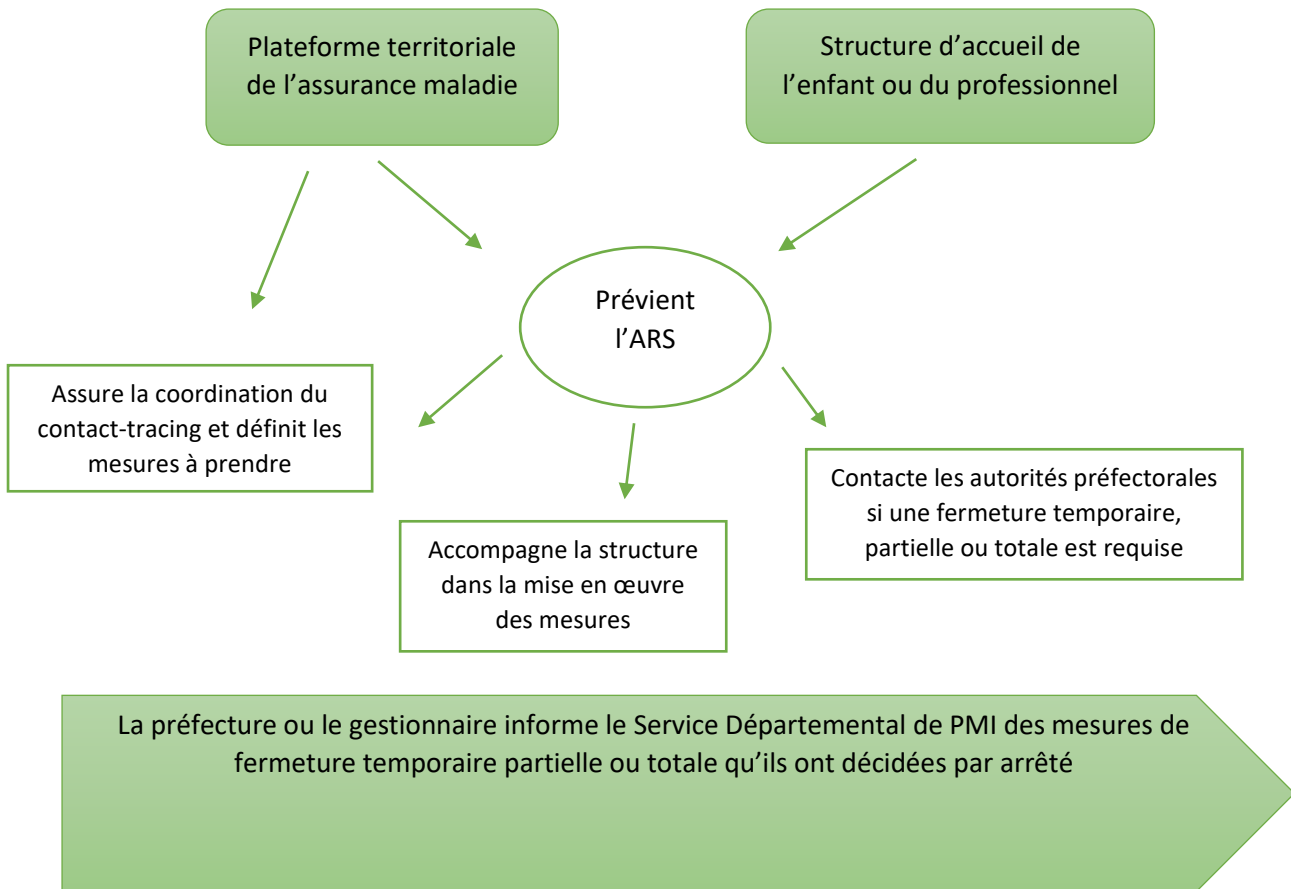 Plateforme territoriale
de l’assurance maladie
Structure d’accueil de
l’enfant ou du professionnel
Prévient
l’ARS
Assure la coordination du
contact-tracing et définit les
mesures à prendre
Accompagne la structure
dans la mise en œuvre
des mesures
Contacte les autorités préfectorales
si une fermeture temporaire,
partielle ou totale est requise
La préfecture ou le gestionnaire informe le Service Départemental de PMI des mesures de
fermeture temporaire partielle ou totale qu’ils ont décidées par arrêté